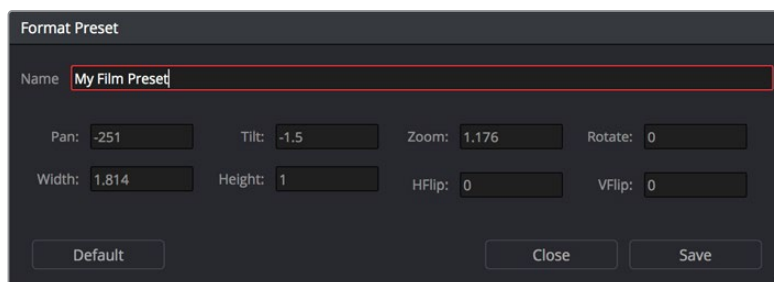 Format Preset
Name My Film Preset
Pan: -251 Tilt: -1.5 Zoom: 1.176 Rotate: 0
Width: 1.814 Height: 1 HFlip: 0 VFlip: 0
Default Close Save